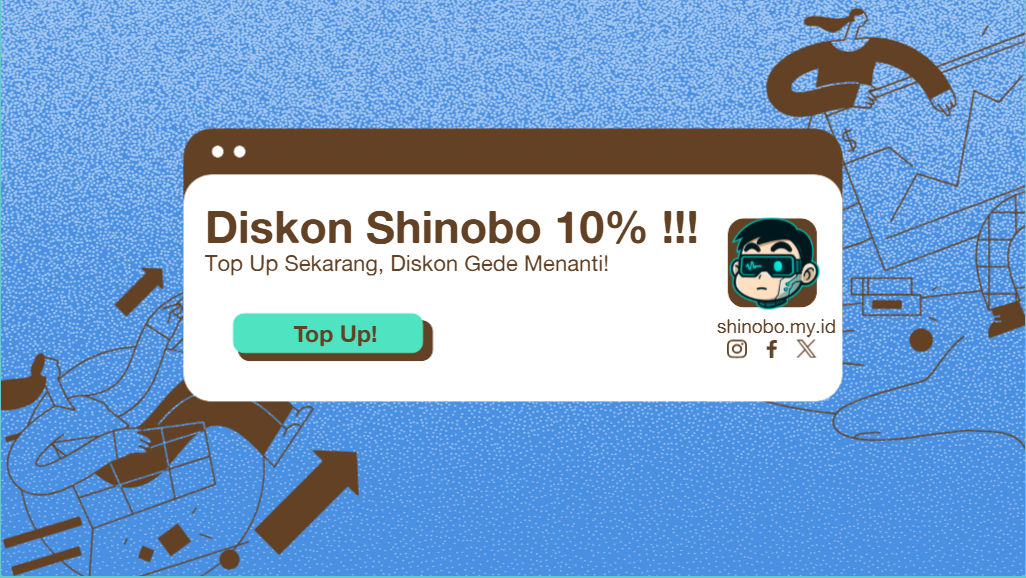 $
Diskon Shinobo 10% !!!
Top Up Sekarang, Diskon Gede Menanti!
Top Up!
shinobo.my.id